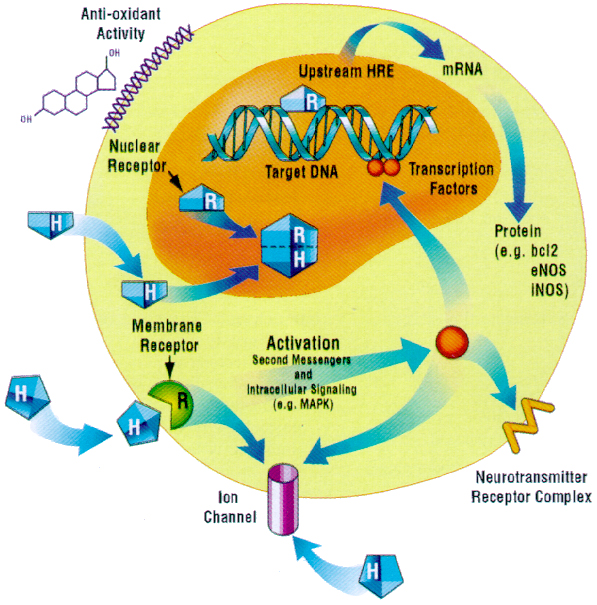 Anti-oxidant
Activity
OH
OH
Upstream HRE
mRNA
R
Nuclear
Receptor
Target DNA
Transcription
Factors
R
H
R
H
Protein
(e.g. bcl2
eNOS
iNOS)
H
Membrane
Receptor
Activation
Second Messengers
and
Intracellular Signaling
(e.g. MAPK)
H
R
H
Neurotransmitter
Receptor Complex
Ion
Channel
H